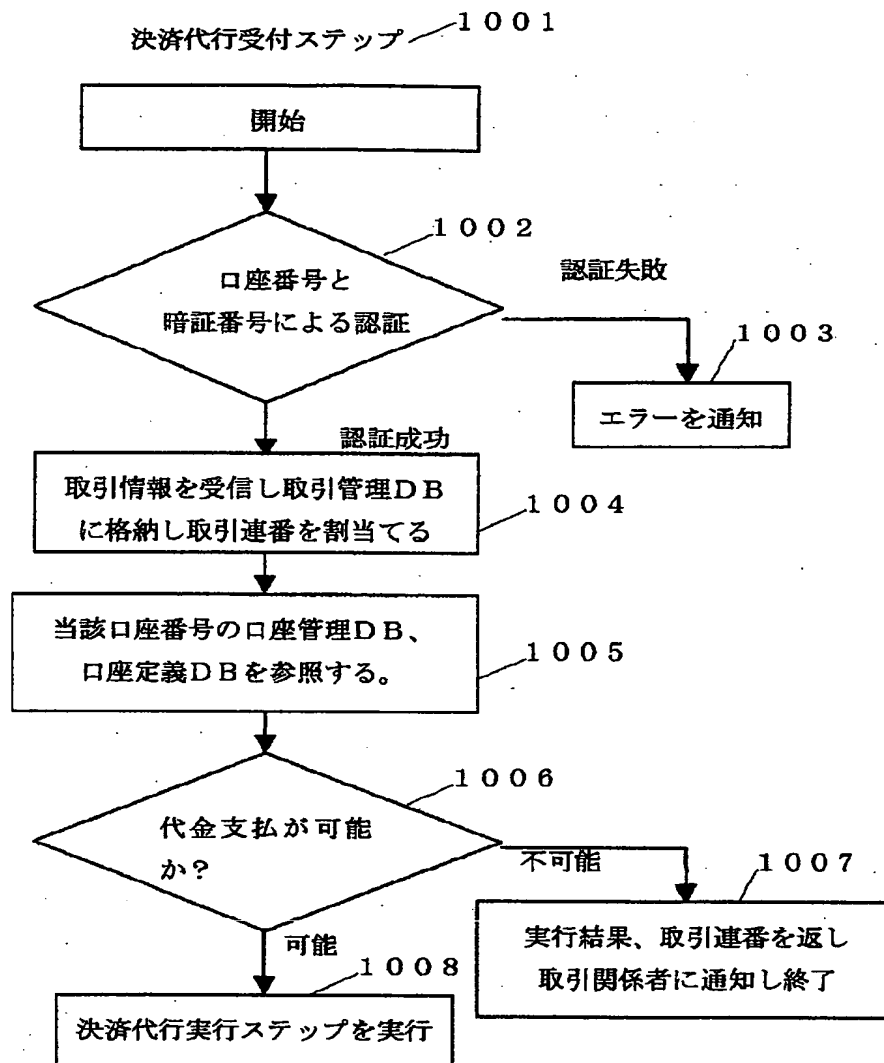 決済代行受付ステップ
１００１
開始
１００２
口座番号と
暗証番号による認証
認証失敗
１００３
エラーを通知
認証成功
取引情報を受信し取引管理ＤＢ
に格納し取引連番を割当てる
１００４
当該口座番号の口座管理ＤＢ、
口座定義ＤＢを参照する。
１００５
１００６
代金支払が可能
か？
不可能
１００７
実行結果、取引連番を返し
取引関係者に通知し終了
可能
１００８
決済代行実行ステップを実行